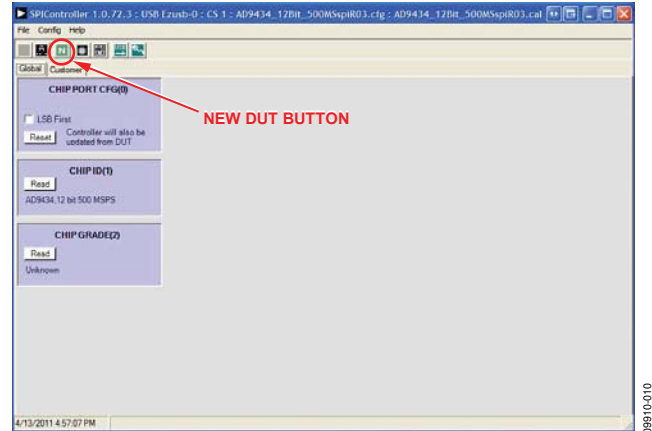 SPIController 1.0.72.3 : USB Ezusb-0 : CS 1 : AD9434_12Bit_500MSspiR03.cfg : AD9434_12Bit_500MSspiR03.cal
File Config Help
Global Customer
CHIP PORT CFG(0)
LSB First
Reset Controller will also be
updated from DUT
NEW DUT BUTTON
CHIP ID(1)
Read
AD9434,12 bit 500 MSPS
CHIP GRADE(2)
Read
Unknown
4/13/2011 4:57:07 PM
09910-010